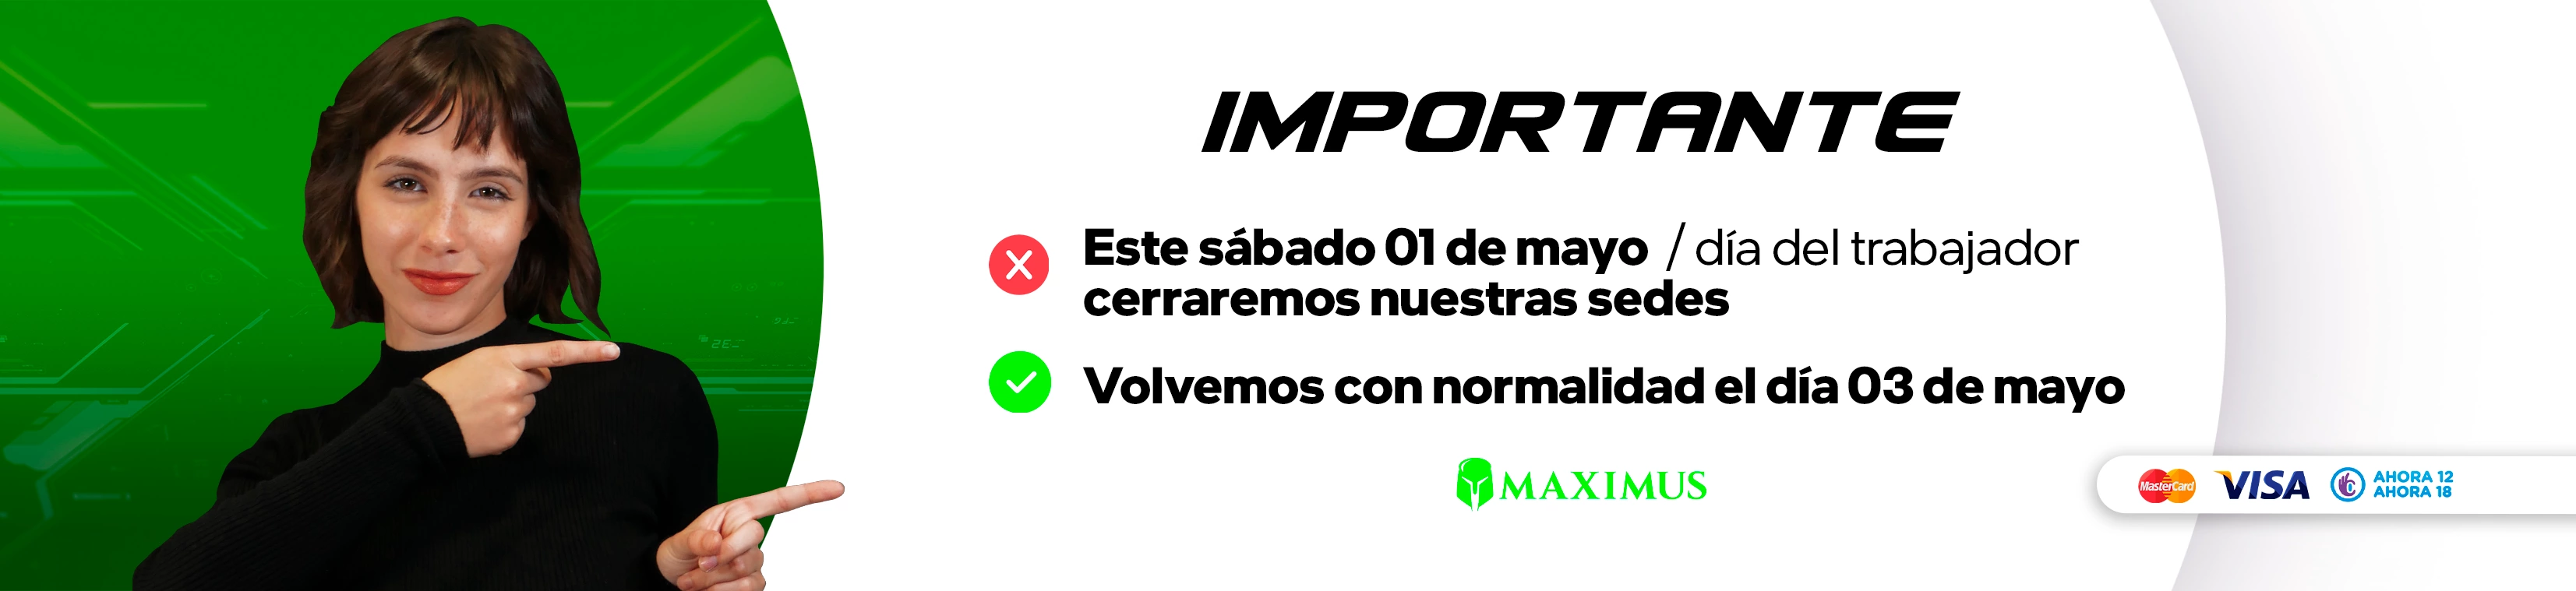 IMPORTANTE
Este sábado 01 de mayo / día del trabajador
cerraremos nuestras sedes
Volvemos con normalidad el día 03 de mayo
MAXIMUS
MasterCard VISA AHORA 12
AHORA 18